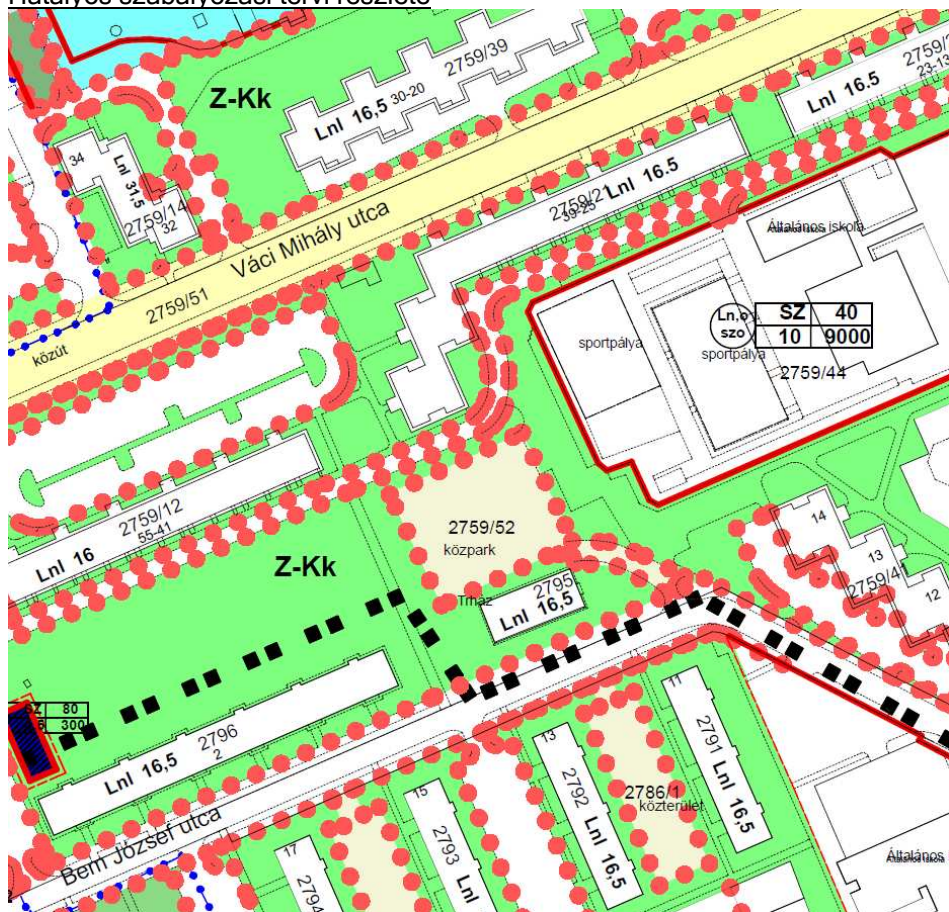 Hatályos szabályozási tervi részlete
Z-Kk
Lnl 16,5 30-20
2759/39
Lnl 16.5
23-13
34
Lnl 31,5
2759/14
32
2759/21
39-25
Lnl 16.5
Váci Mihály utca
2759/51
közút
Általános iskola
sportpálya
Ln,o
szo
SZ 40
10 9000
sportpálya
2759/44
2759/12
55-41
Lnl 16
Z-Kk
2759/52
közpark
Trház
2795
Lnl 16,5
14
13
12
2759/41
SZ 80
300
Lnl 16,5
2796
2
Bem József utca
11
2791 Lnl 16,5
13
2792 Lnl 16,5
2786/1
közterület
15
2793 Lnl
17
2794
Általános